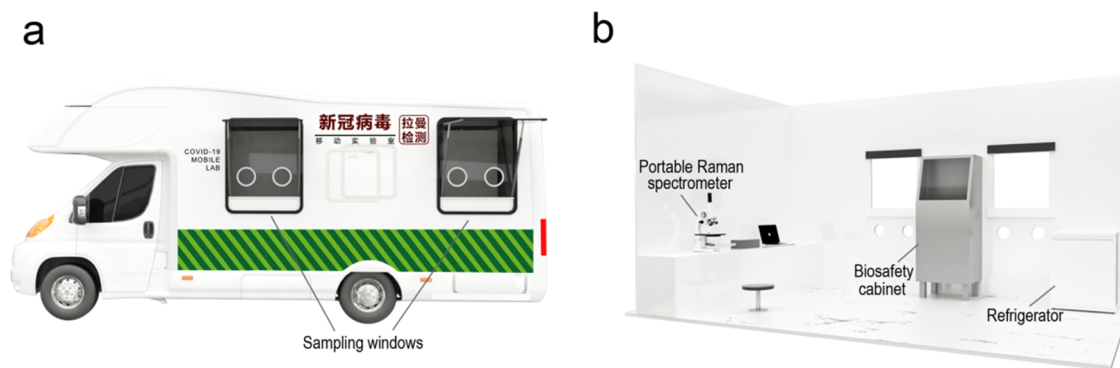 a
b
新冠病毒
移动实验室
拉曼
检测
COVID-19
MOBILE
LAB
Sampling windows
Portable Raman
spectrometer
Biosafety
cabinet
Refrigerator